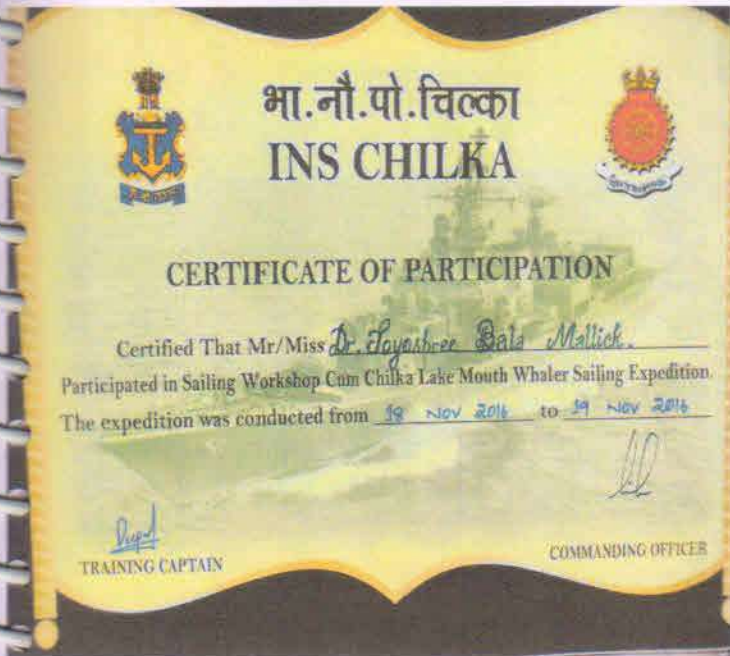 भा.नौ.पो.चिल्का
INS CHILKA
CERTIFICATE OF PARTICIPATION
Certified That Mr/Miss Dr. Joyashree Bala Mallick.
Participated in Sailing Workshop Cum Chilka Lake Mouth Whaler Sailing Expedition.
The expedition was conducted from 18 NOV 2016 to 19 NOV 2016
TRAINING CAPTAIN
COMMANDING OFFICER